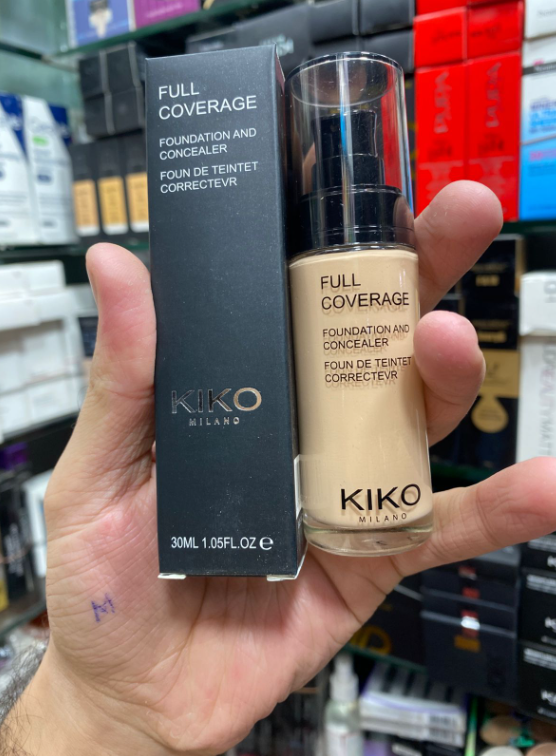 FULL
COVERAGE
FOUNDATION AND
CONCEALER
FOUN DE TEINTET
CORRECTEVR
KIKO
MILANO
30ML 1.05FL.OZ ℮
FULL
COVERAGE
FOUNDATION AND
CONCEALER
FOUN DE TEINTET
CORRECTEVR
KIKO
MILANO
M